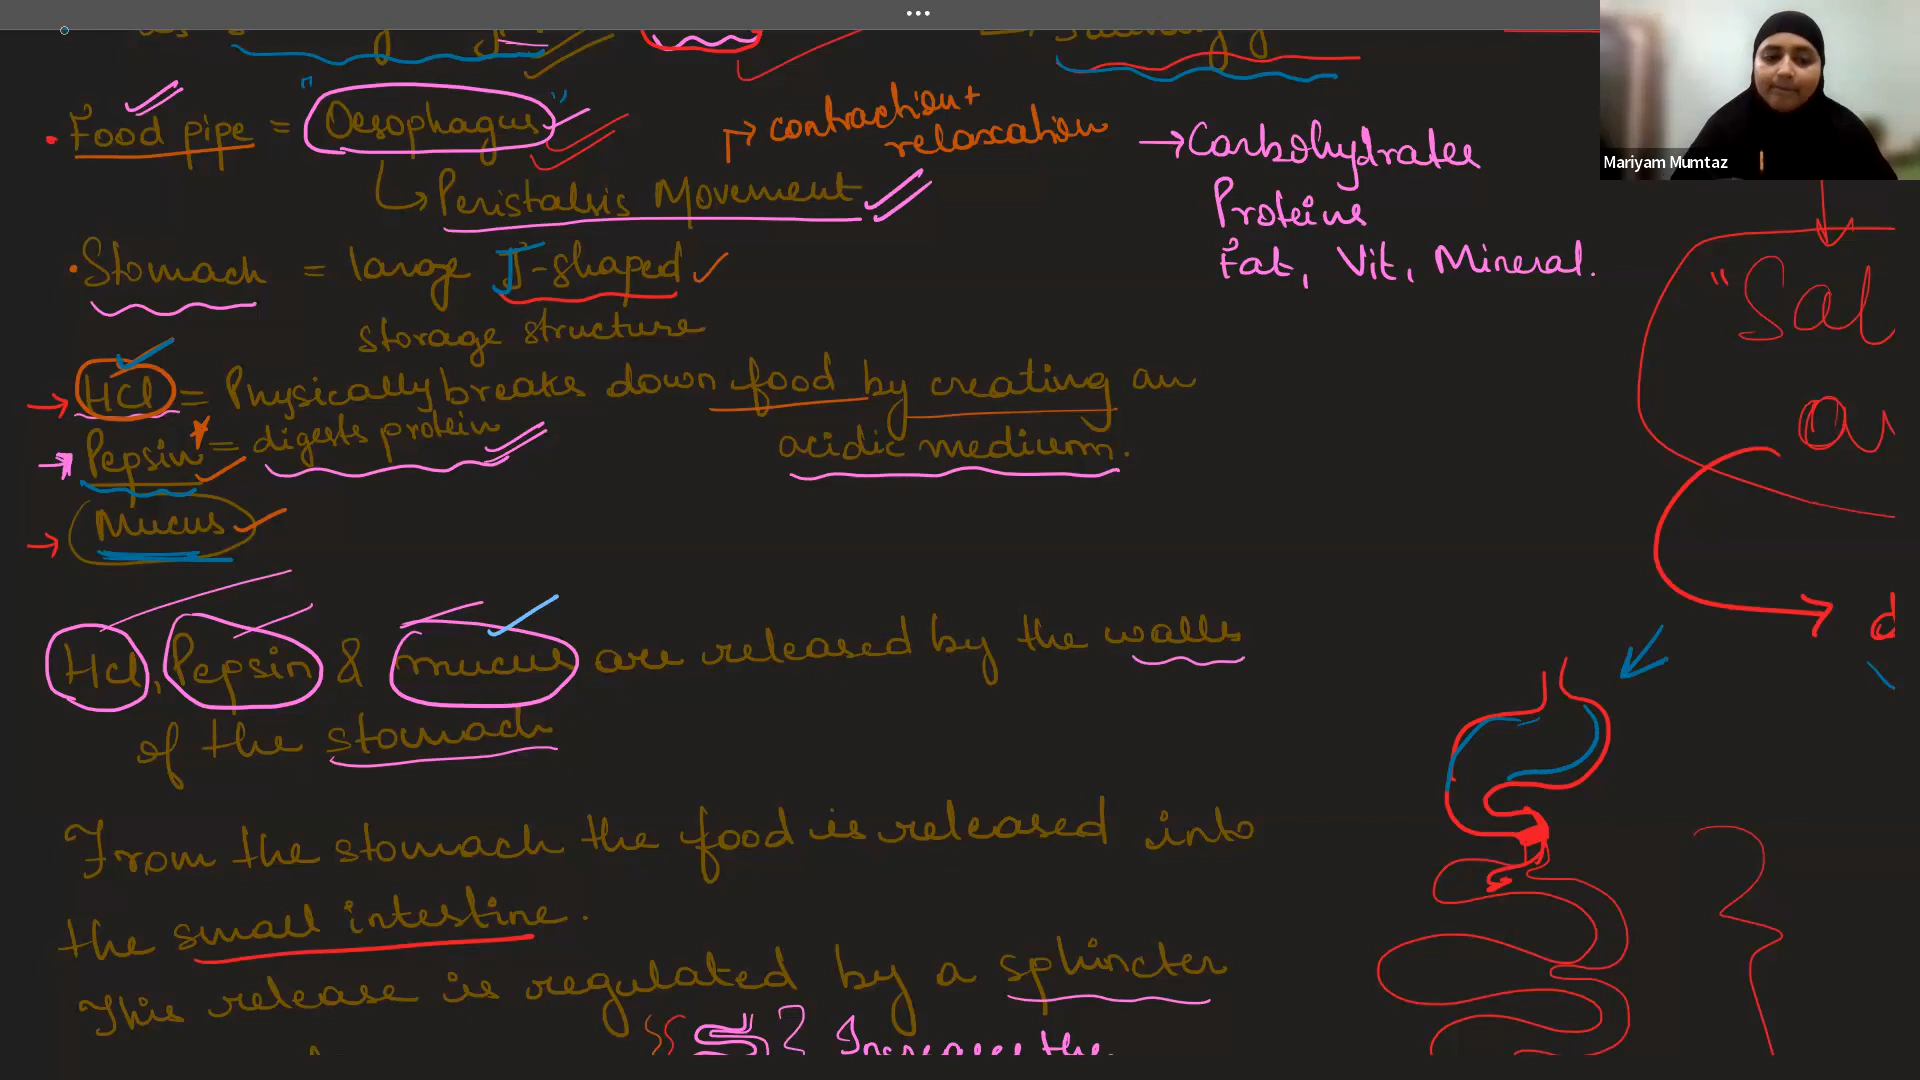 • Food pipe = "Oesophagus"
→ contraction +
relaxation
→ Peristalsis Movement
→ Carbohydrates
Proteins
Fat, Vit, Mineral.
Mariyam Mumtaz
• Stomach = large J-shaped
storage structure
→ HCl = Physically breaks down food by creating an
acidic medium.
→ Pepsin = digests protein
→ Mucus
HCl, Pepsin & mucus are released by the walls
of the stomach
From the stomach the food is released into
the small intestine.
This release is regulated by a sphincter
"Sal